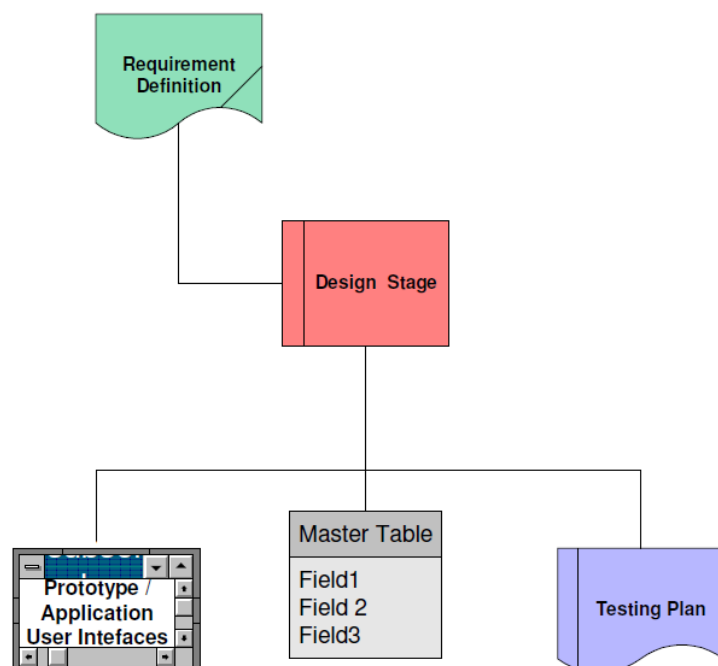 Requirement
Definition
Design Stage
Master Table
Field1
Field 2
Field3
Prototype /
Application
User Intefaces
Testing Plan